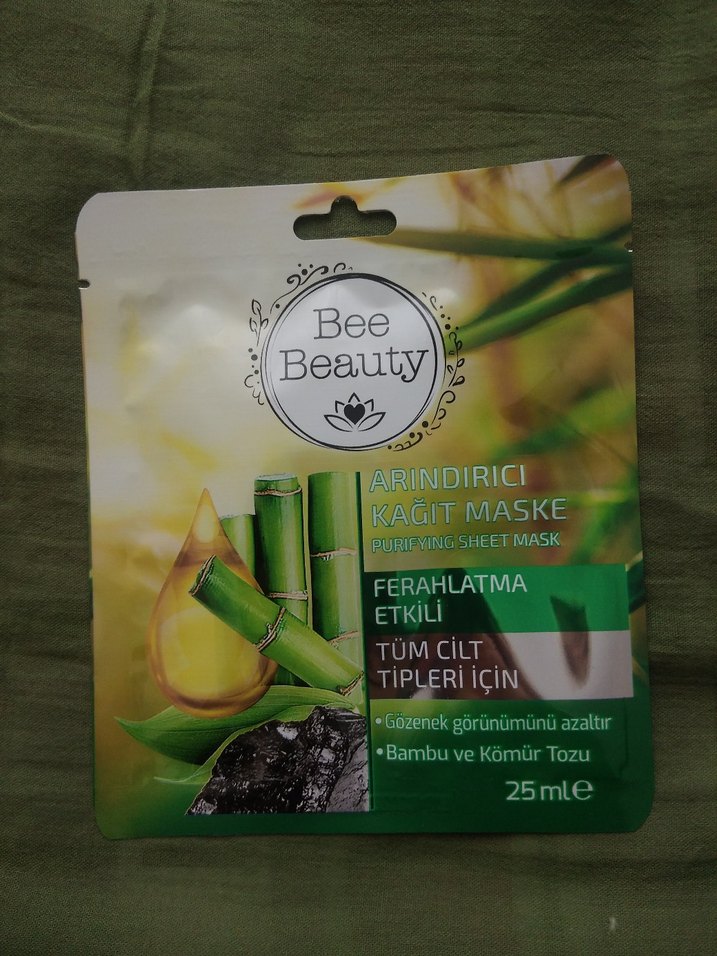 Bee
Beauty
ARINDIRICI
KAĞIT MASKE
PURIFYING SHEET MASK
FERAHLATMA
ETKİLİ
TÜM CİLT
TİPLERİ İÇİN
• Gözenek görünümünü azaltır
• Bambu ve Kömür Tozu
25 ml ℮